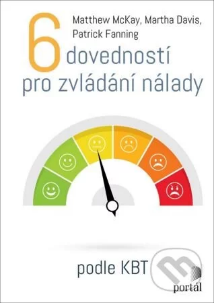 Matthew McKay, Martha Davis,
Patrick Fanning
6 dovedností
pro zvládání nálady
podle KBT
portál